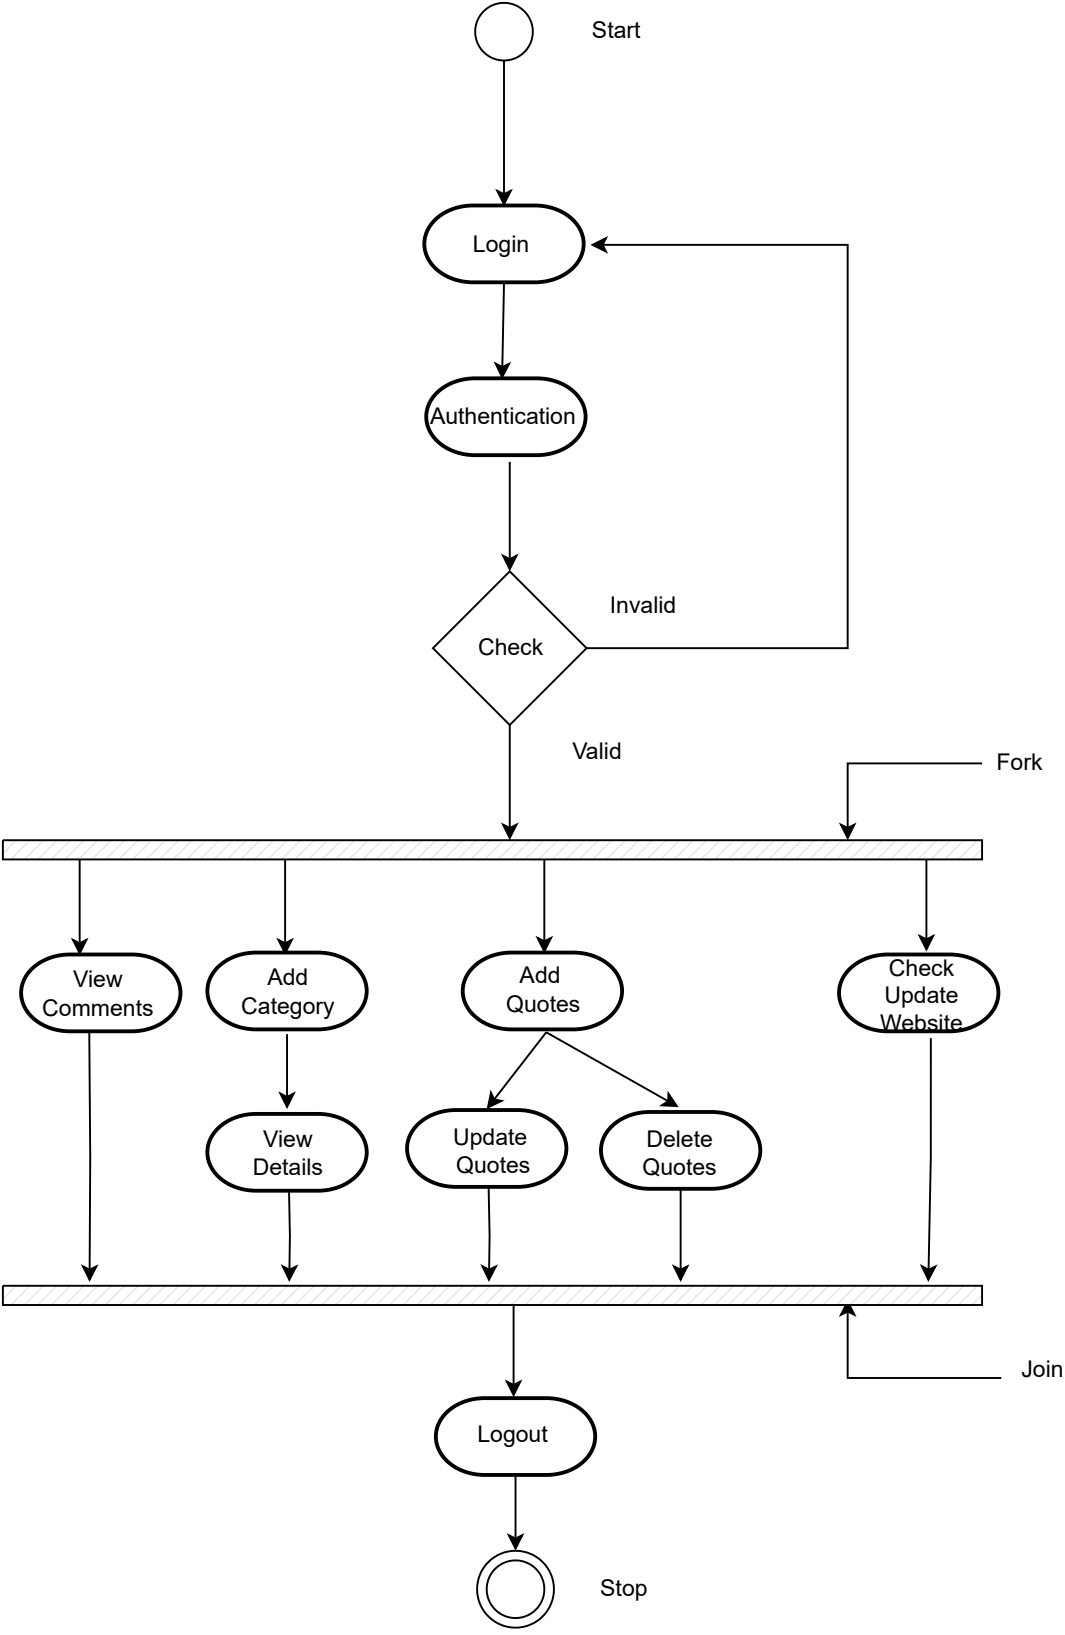 Start
Login
Authentication
Invalid
Check
Valid
Fork
View
Comments
Add
Category
Add
Quotes
Check
Update
Website
View
Details
Update
Quotes
Delete
Quotes
Join
Logout
Stop